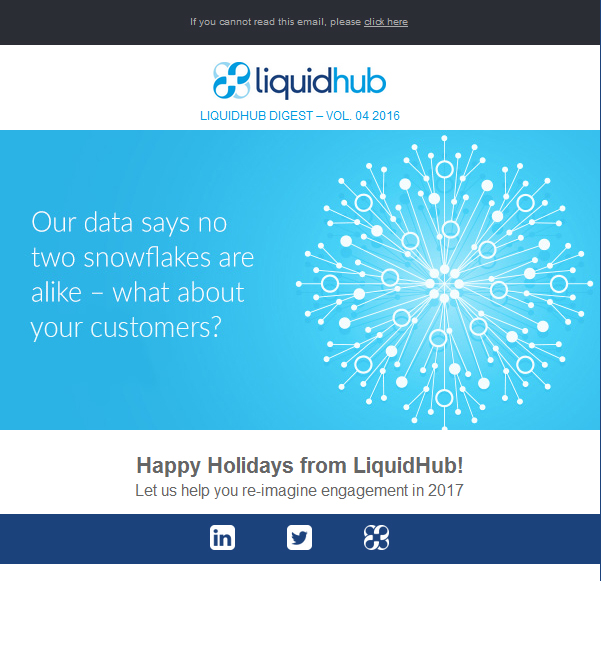 If you cannot read this email, please click here
liquidhub
LIQUIDHUB DIGEST – VOL. 04 2016
Our data says no
two snowflakes are
alike – what about
your customers?
Happy Holidays from LiquidHub!
Let us help you re-imagine engagement in 2017
in